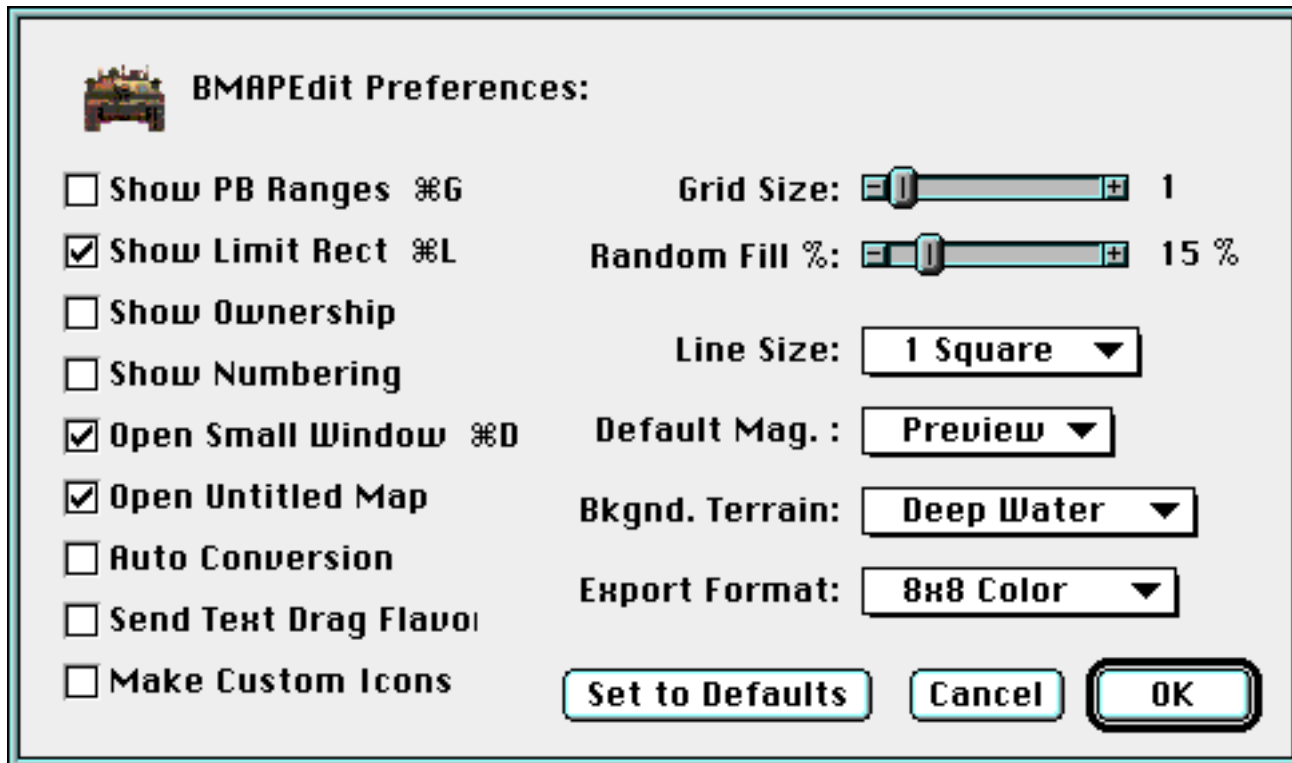 BMAPEdit Preferences:
Show PB Ranges ⌘G
Show Limit Rect ⌘L
Show Ownership
Show Numbering
Open Small Window ⌘D
Open Untitled Map
Auto Conversion
Send Text Drag Flavor
Make Custom Icons
Grid Size: 1
Random Fill %: 15 %
Line Size: 1 Square
Default Mag. : Preview
Bkgnd. Terrain: Deep Water
Export Format: 8x8 Color
Set to Defaults Cancel OK